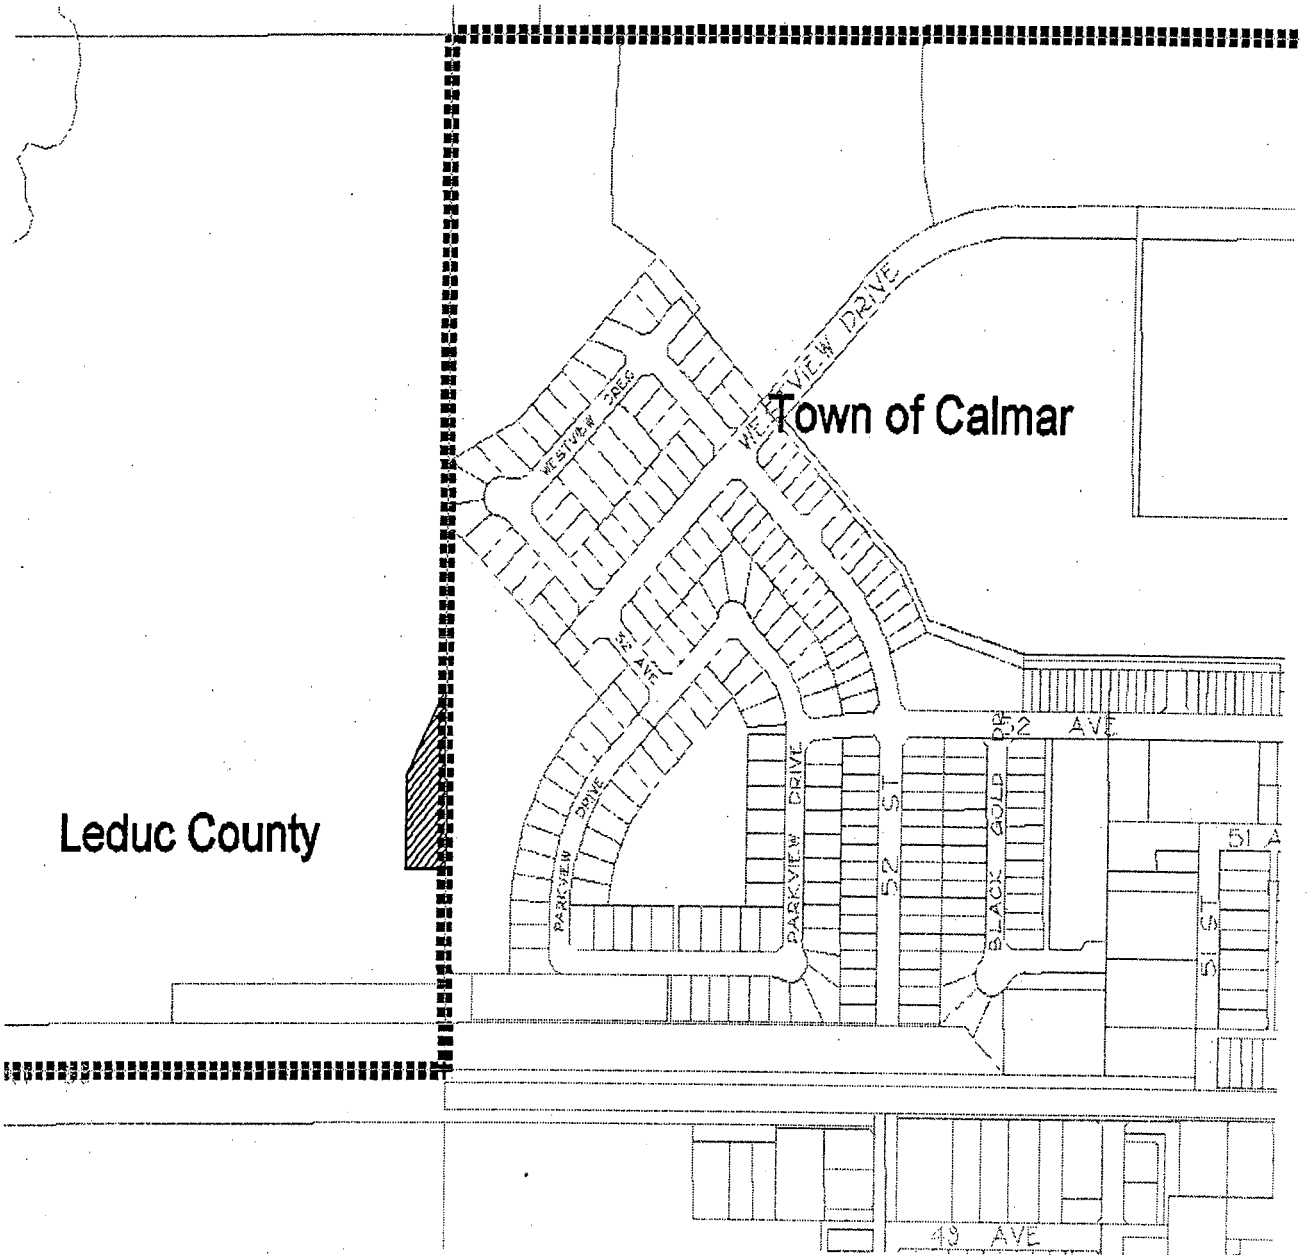 WESTVIEW DRIVE
WESTVIEW CRES
Town of Calmar
52 AVE
52 AVE
BLACK GOLD DR
PARKVIEW DRIVE
PARKVIEW DRIVE
52 ST
Leduc County
51 A
51 ST
49 AVE